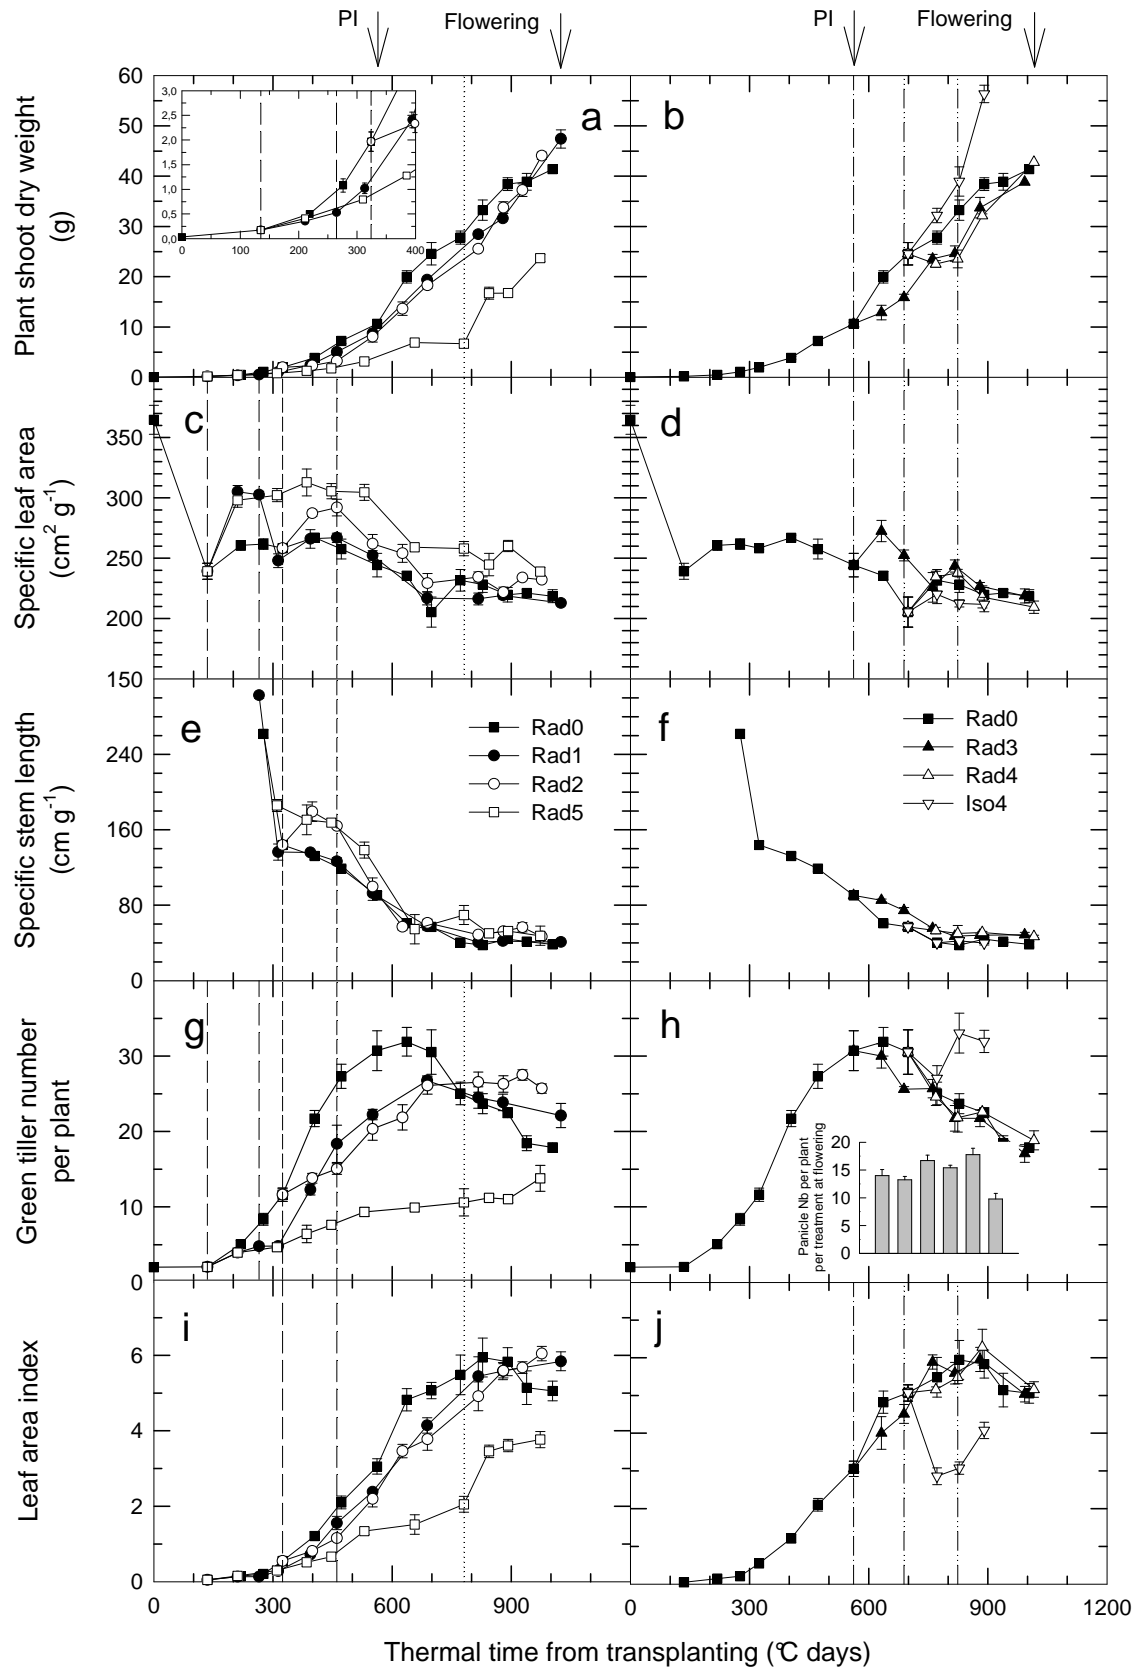 PI Flowering PI Flowering
60 50 40 30 20 10 0
Plant shoot dry weight
(g)
3,0 2,5 2,0 1,5 1,0 0,5 0,0
0 100 200 300 400
a b
350 300 250 200 150
Specific leaf area
(cm² g⁻¹)
c d
240 160 80 0
Specific stem length
(cm g⁻¹)
e f
Rad0
Rad1
Rad2
Rad5
Rad0
Rad3
Rad4
Iso4
30 20 10 0
Green tiller number
per plant
g h
Panicle Nb per plant
per treatment at flowering
20 15 10 5 0
6 4 2 0
Leaf area index
i j
0 300 600 900 0 300 600 900 1200
Thermal time from transplanting (°C days)